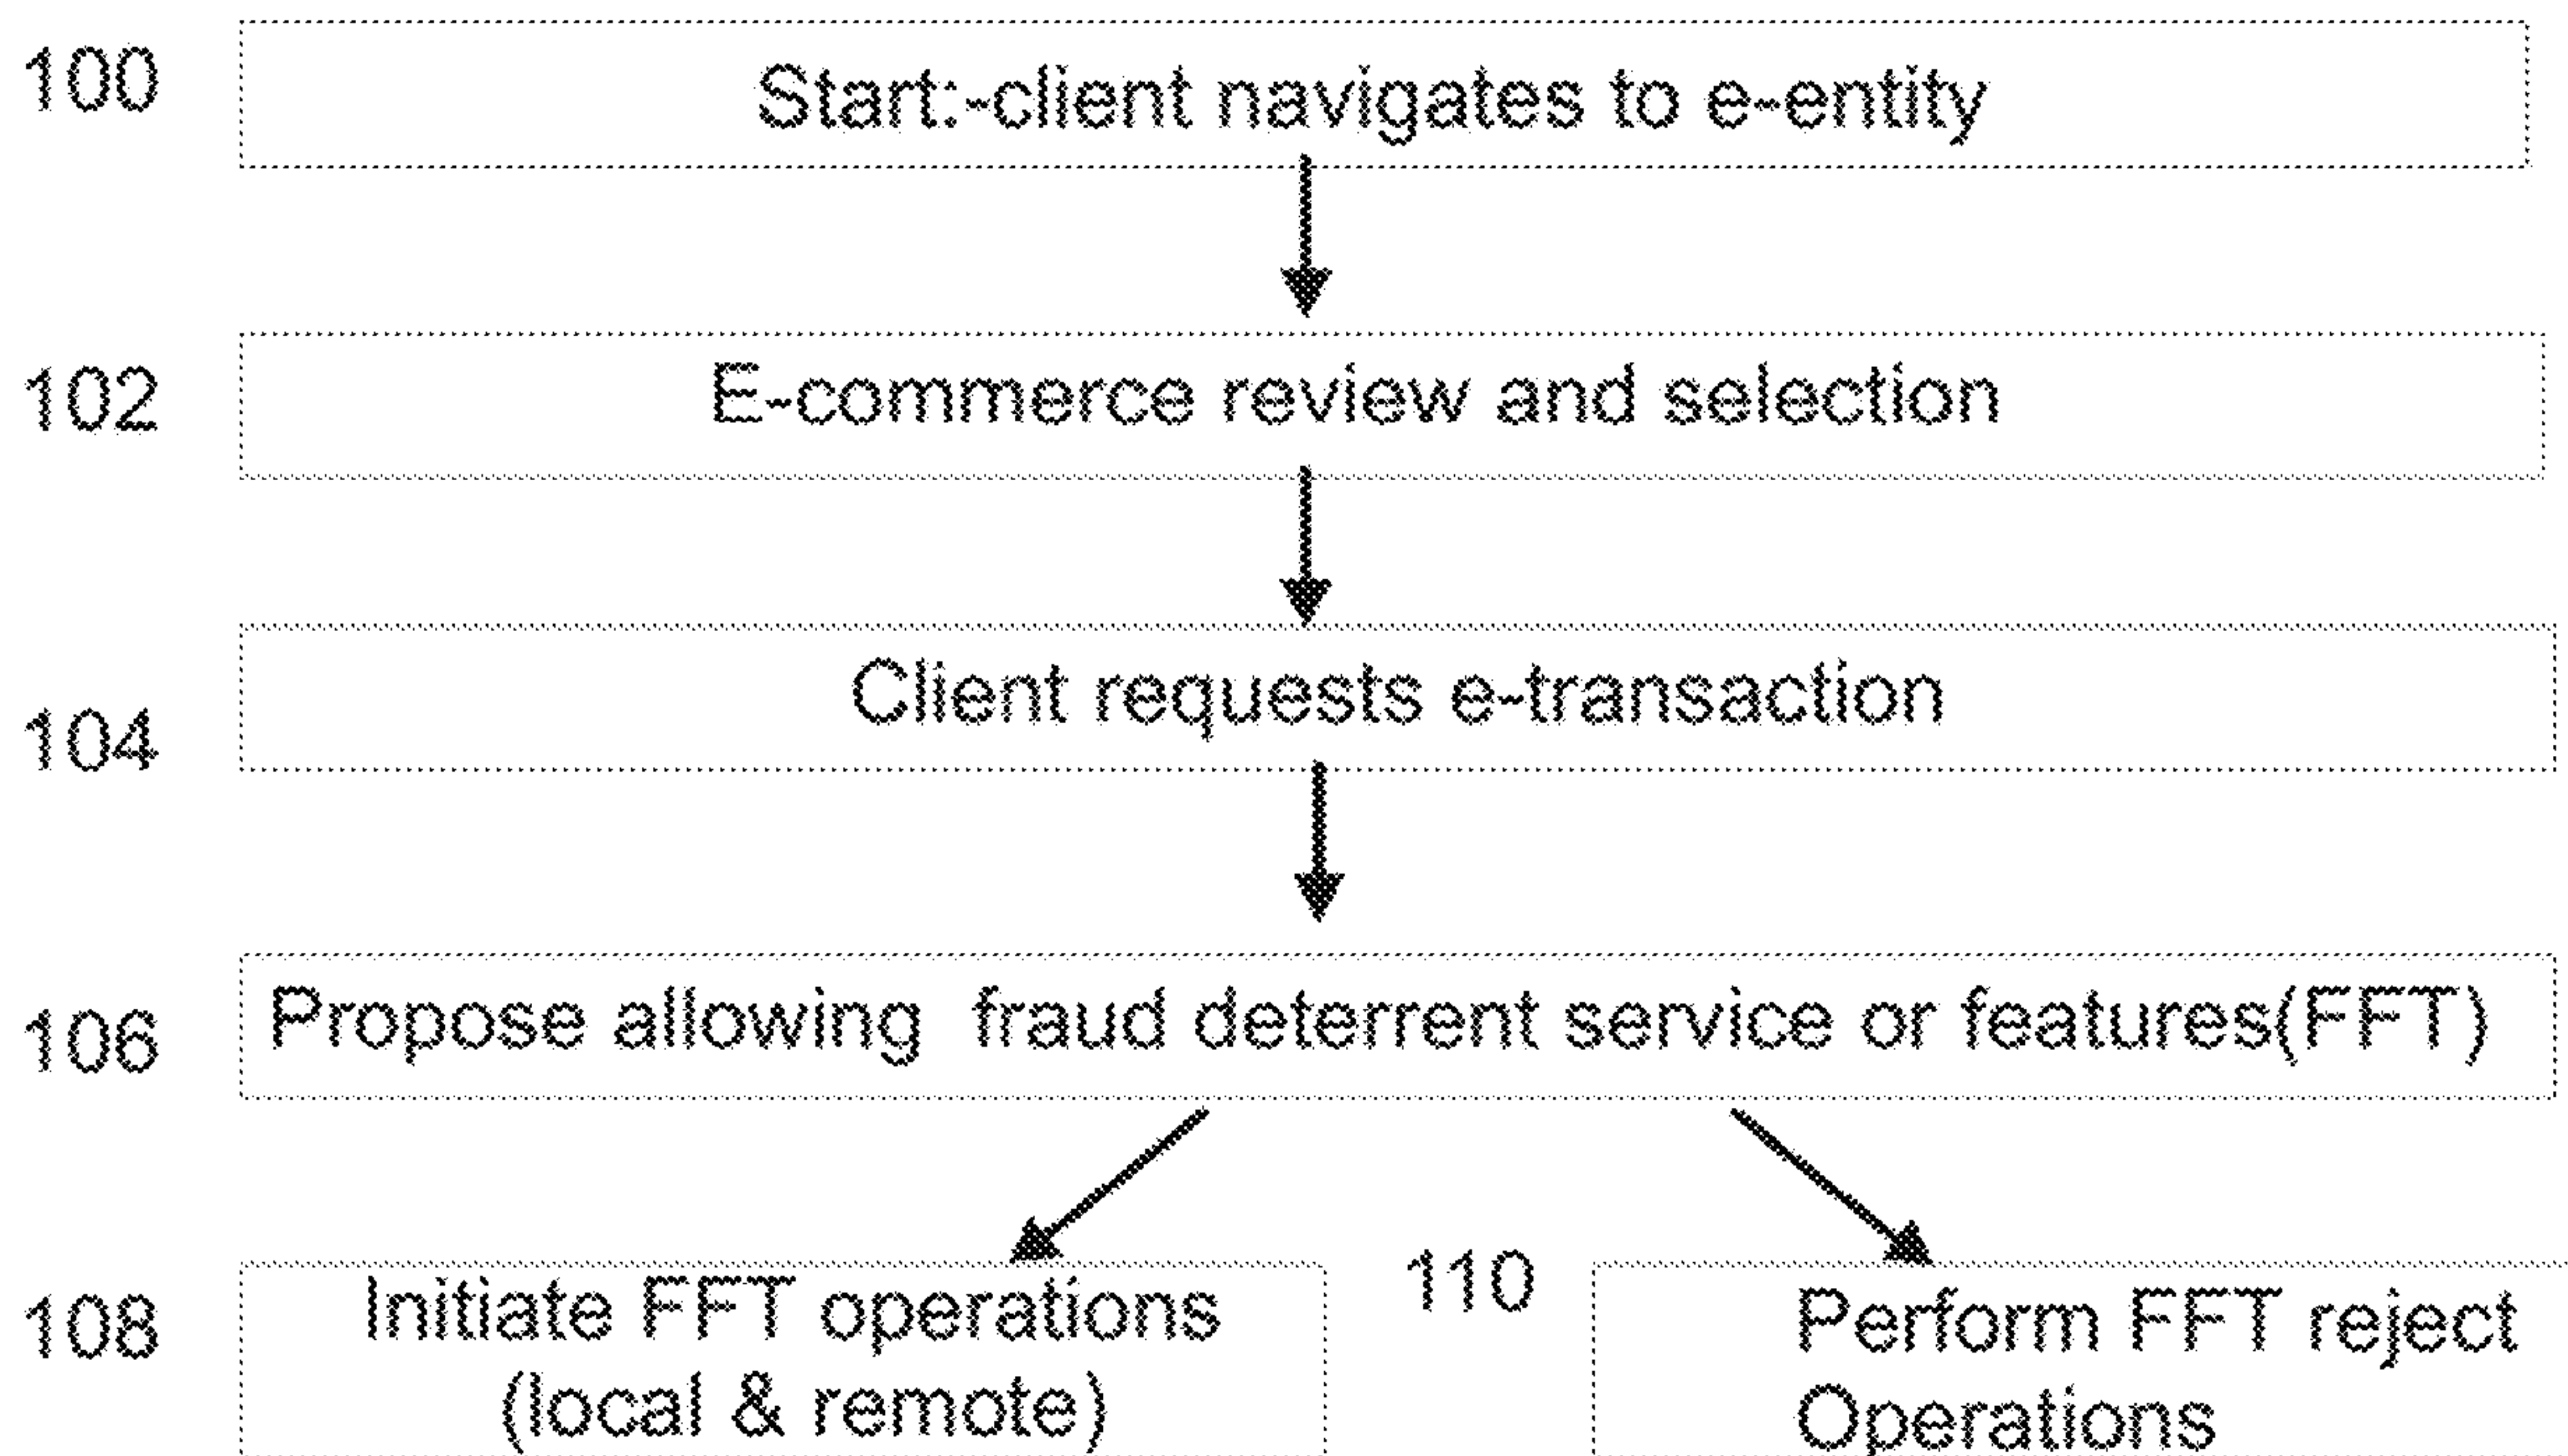 100 Start:-client navigates to e-entity
102 E-commerce review and selection
104 Client requests e-transaction
106 Propose allowing fraud deterrent service or features(FFT)
108 Initiate FFT operations
(local & remote)
110 Perform FFT reject
Operations